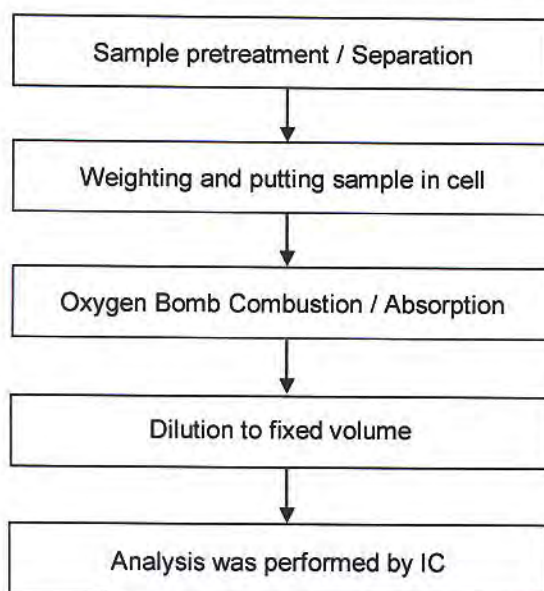 Sample pretreatment / Separation
Weighting and putting sample in cell
Oxygen Bomb Combustion / Absorption
Dilution to fixed volume
Analysis was performed by IC